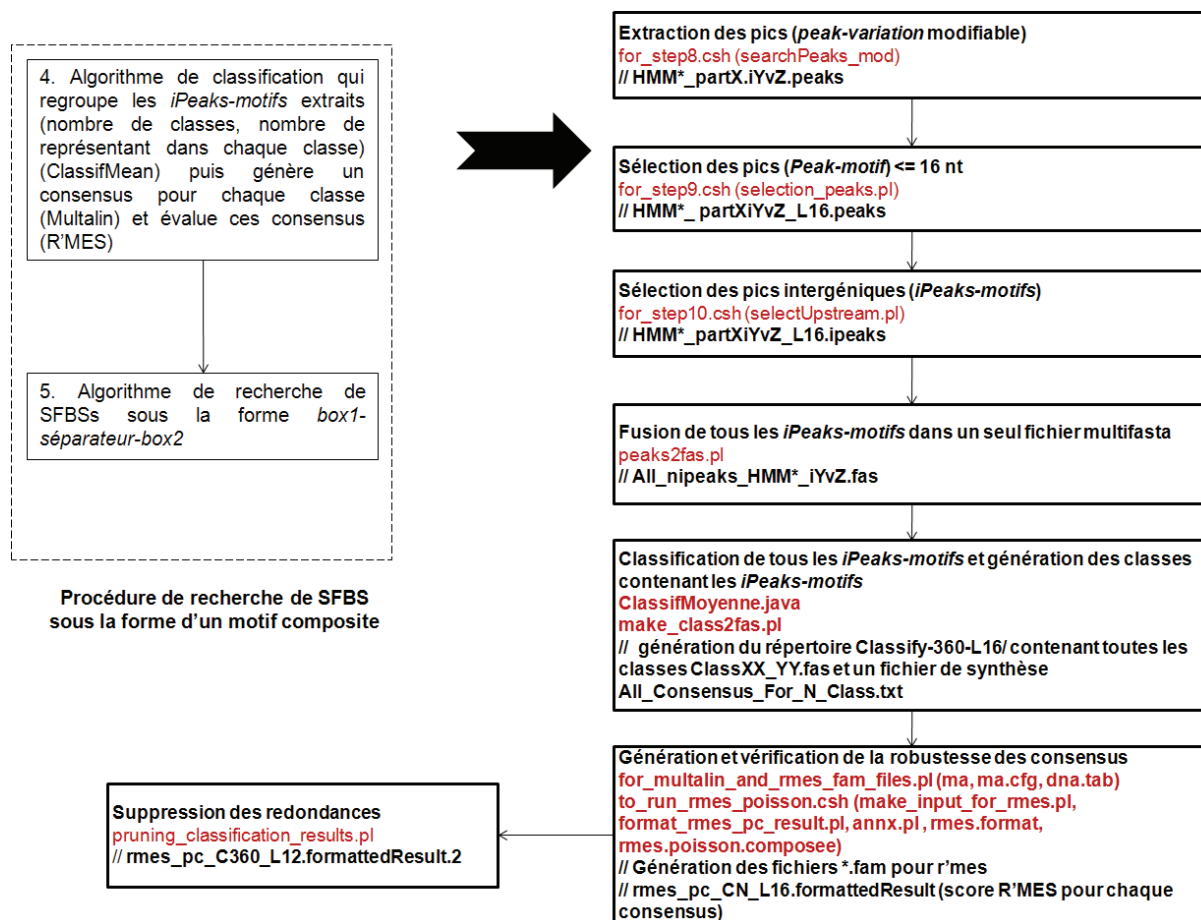 4. Algorithme de classification qui
regroupe les iPeaks-motifs extraits
(nombre de classes, nombre de
représentant dans chaque classe)
(ClassifMean) puis génère un
consensus pour chaque classe
(Multalin) et évalue ces consensus
(R'MES)
5. Algorithme de recherche de
SFBSs sous la forme box1-
séparateur-box2
Procédure de recherche de SFBS
sous la forme d'un motif composite
Extraction des pics (peak-variation modifiable)
for_step8.csh (searchPeaks_mod)
// HMM*_partX.iYvZ.peaks
Sélection des pics (Peak-motif) <= 16 nt
for_step9.csh (selection_peaks.pl)
// HMM*_ partXiYvZ_L16.peaks
Sélection des pics intergéniques (iPeaks-motifs)
for_step10.csh (selectUpstream.pl)
// HMM*_partXiYvZ_L16.ipeaks
Fusion de tous les iPeaks-motifs dans un seul fichier multifasta
peaks2fas.pl
// All_nipeaks_HMM*_iYvZ.fas
Classification de tous les iPeaks-motifs et génération des classes
contenant les iPeaks-motifs
ClassifMoyenne.java
make_class2fas.pl
// génération du répertoire Classify-360-L16/ contenant toutes les
classes ClassXX_YY.fas et un fichier de synthèse
All_Consensus_For_N_Class.txt
Génération et vérification de la robustesse des consensus
for_multalin_and_rmes_fam_files.pl (ma, ma.cfg, dna.tab)
to_run_rmes_poisson.csh (make_input_for_rmes.pl,
format_rmes_pc_result.pl, annx.pl , rmes.format,
rmes.poisson.composee)
// Génération des fichiers *.fam pour r'mes
// rmes_pc_CN_L16.formattedResult (score R'MES pour chaque
consensus)
Suppression des redondances
pruning_classification_results.pl
// rmes_pc_C360_L12.formattedResult.2